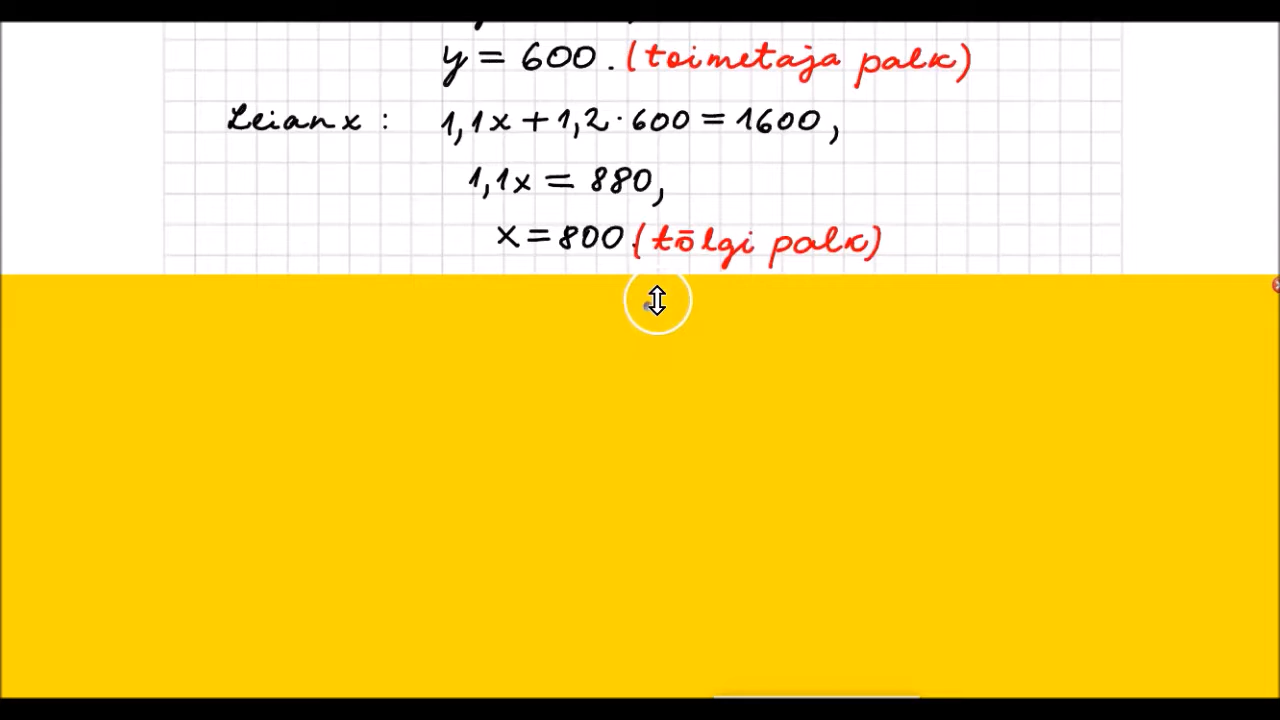 y = 600. (toimetaja palk)
Leian x : 1,1x + 1,2 · 600 = 1600,
1,1x = 880,
x = 800. (tõlgi palk)